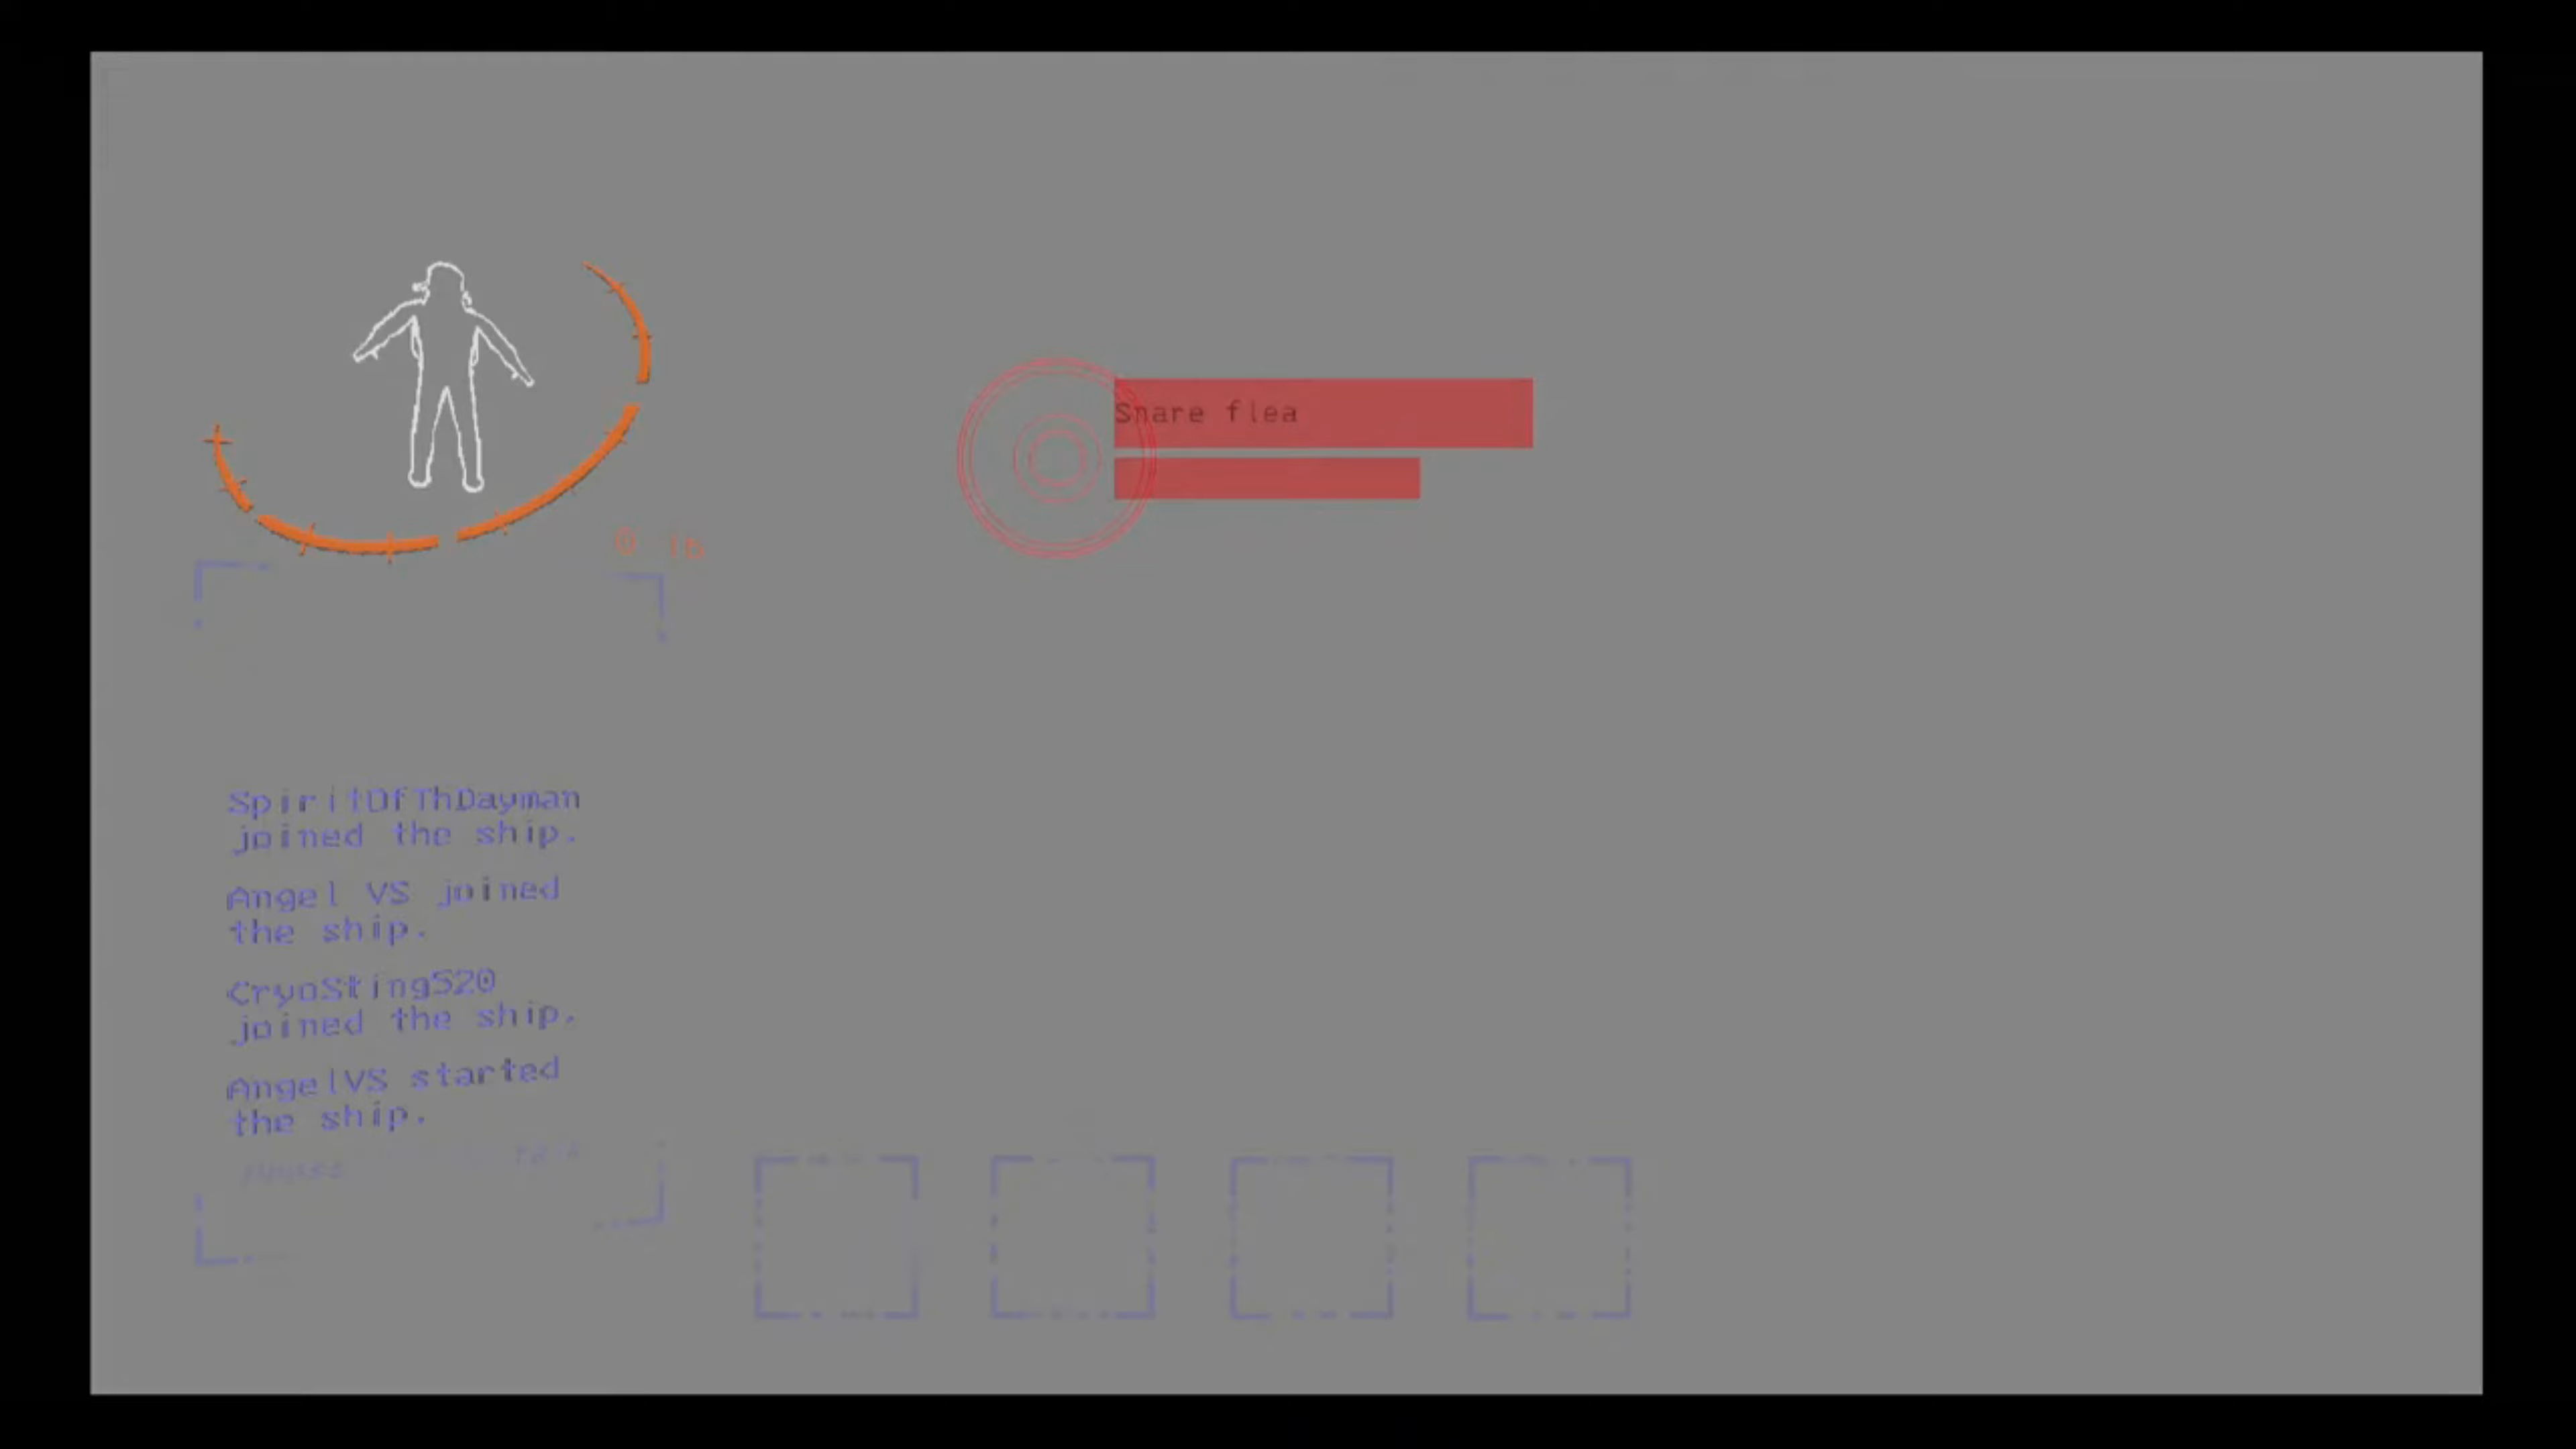 0 lb
Snare flea
SpiritOfThDayman
joined the ship.
Angel VS joined
the ship.
CryoSting520
joined the ship.
AngelVS started
the ship.